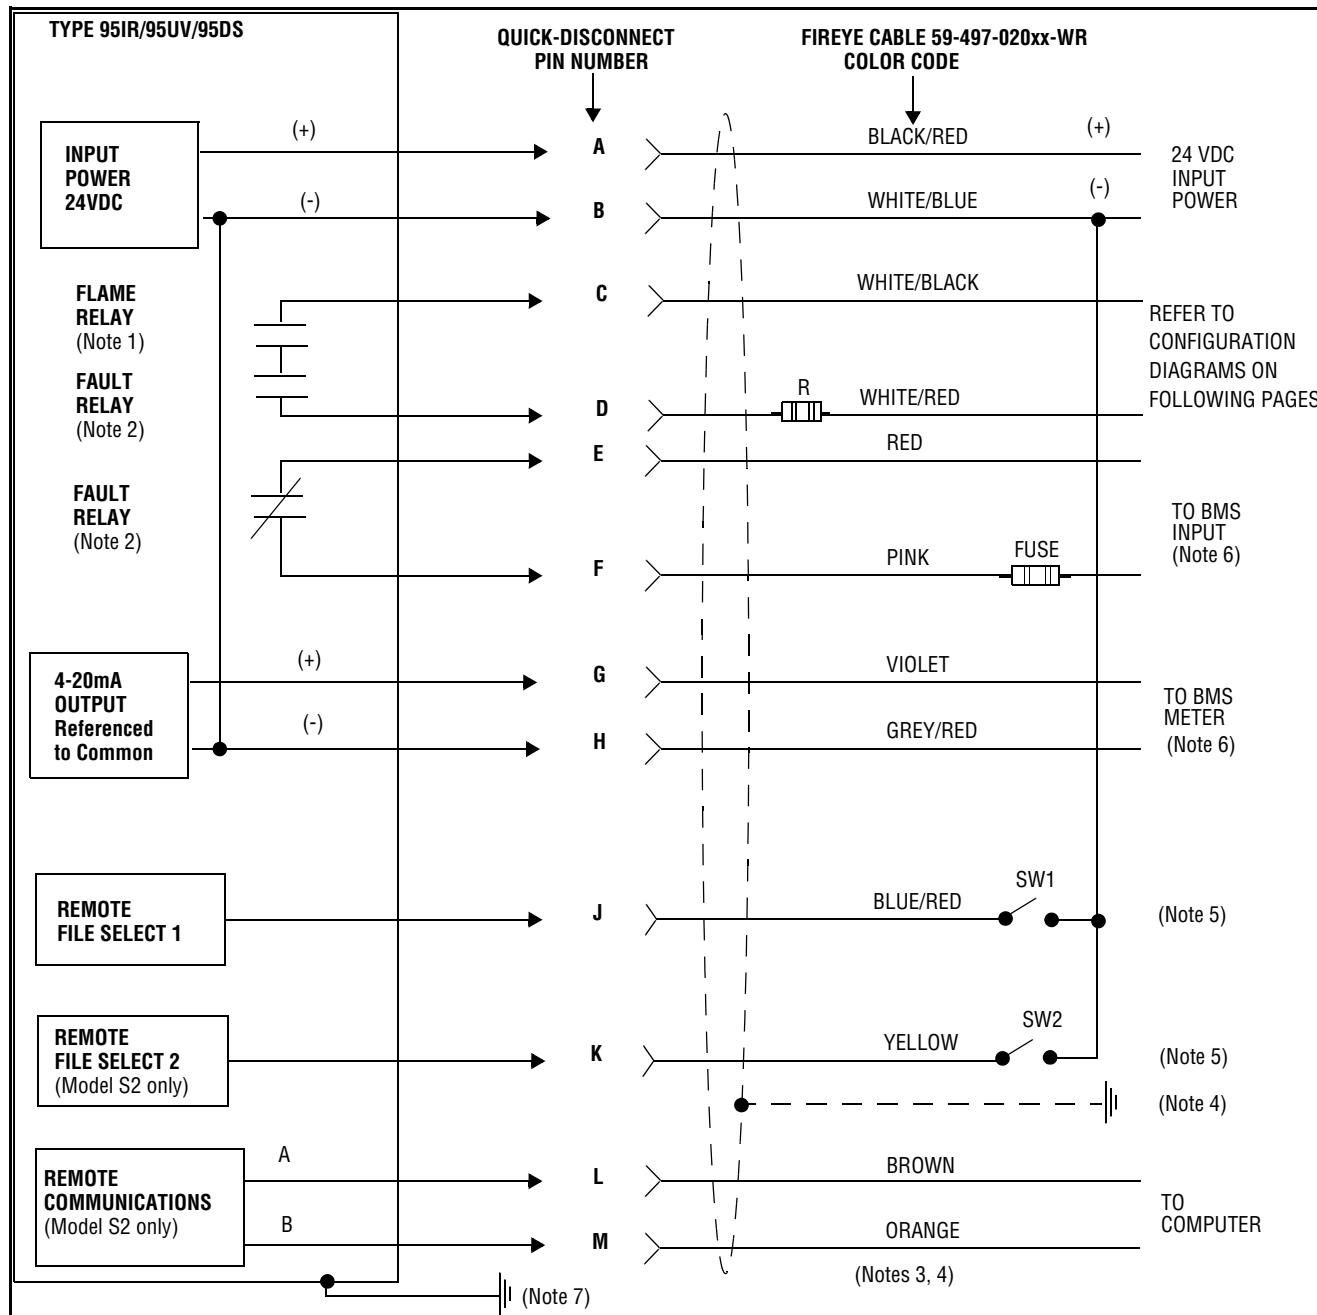 TYPE 95IR/95UV/95DS
QUICK-DISCONNECT
PIN NUMBER
FIREYE CABLE 59-497-020xx-WR
COLOR CODE
INPUT
POWER
24VDC
(+)
A
BLACK/RED
(+)
24 VDC
INPUT
POWER
(-)
B
WHITE/BLUE
(-)
FLAME
RELAY
(Note 1)
C
WHITE/BLACK
REFER TO
CONFIGURATION
DIAGRAMS ON
FOLLOWING PAGES
FAULT
RELAY
(Note 2)
D
R
WHITE/RED
E
RED
FAULT
RELAY
(Note 2)
TO BMS
INPUT
(Note 6)
F
PINK
FUSE
4-20mA
OUTPUT
Referenced
to Common
(+)
G
VIOLET
TO BMS
METER
(Note 6)
(-)
H
GREY/RED
REMOTE
FILE SELECT 1
J
BLUE/RED
SW1
(Note 5)
REMOTE
FILE SELECT 2
(Model S2 only)
K
YELLOW
SW2
(Note 5)
(Note 4)
REMOTE
COMMUNICATIONS
(Model S2 only)
A
L
BROWN
TO
COMPUTER
B
M
ORANGE
(Notes 3, 4)
(Note 7)